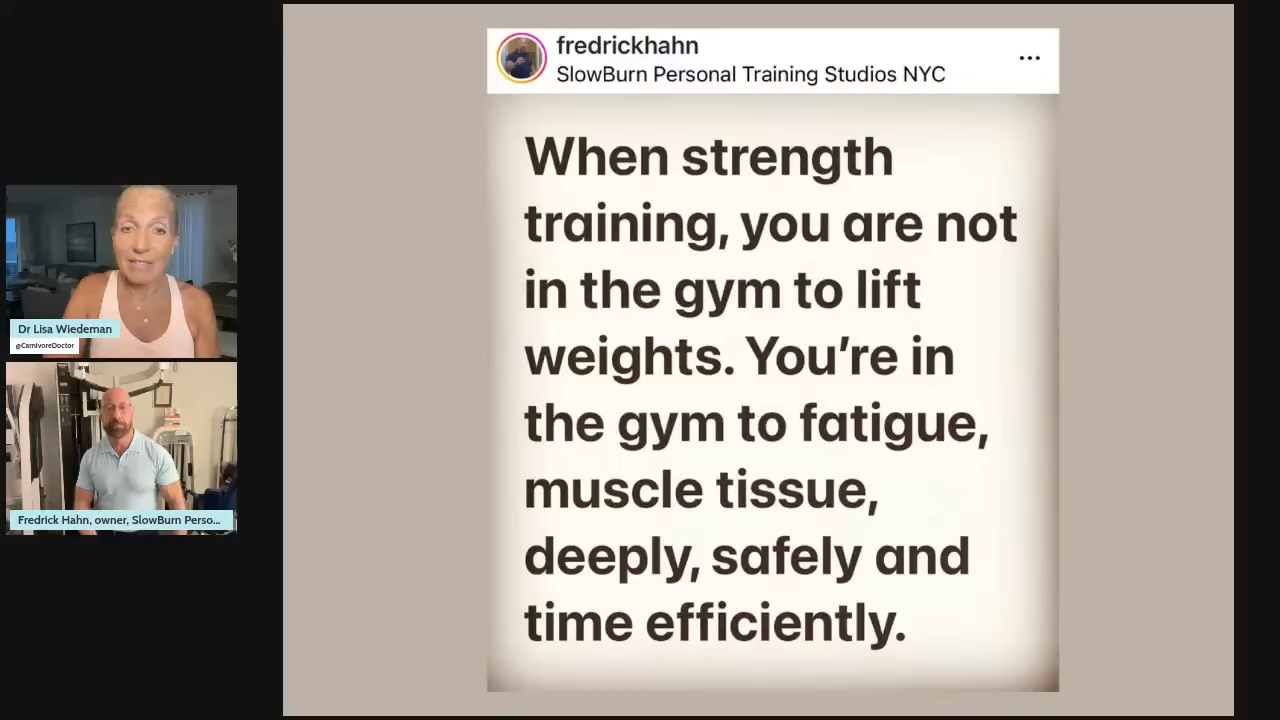 fredrickhahn
SlowBurn Personal Training Studios NYC
When strength
training, you are not
in the gym to lift
weights. You’re in
the gym to fatigue,
muscle tissue,
deeply, safely and
time efficiently.
Dr Lisa Wiedeman
@CarnivoreDoctor
Fredrick Hahn, owner, SlowBurn Perso...